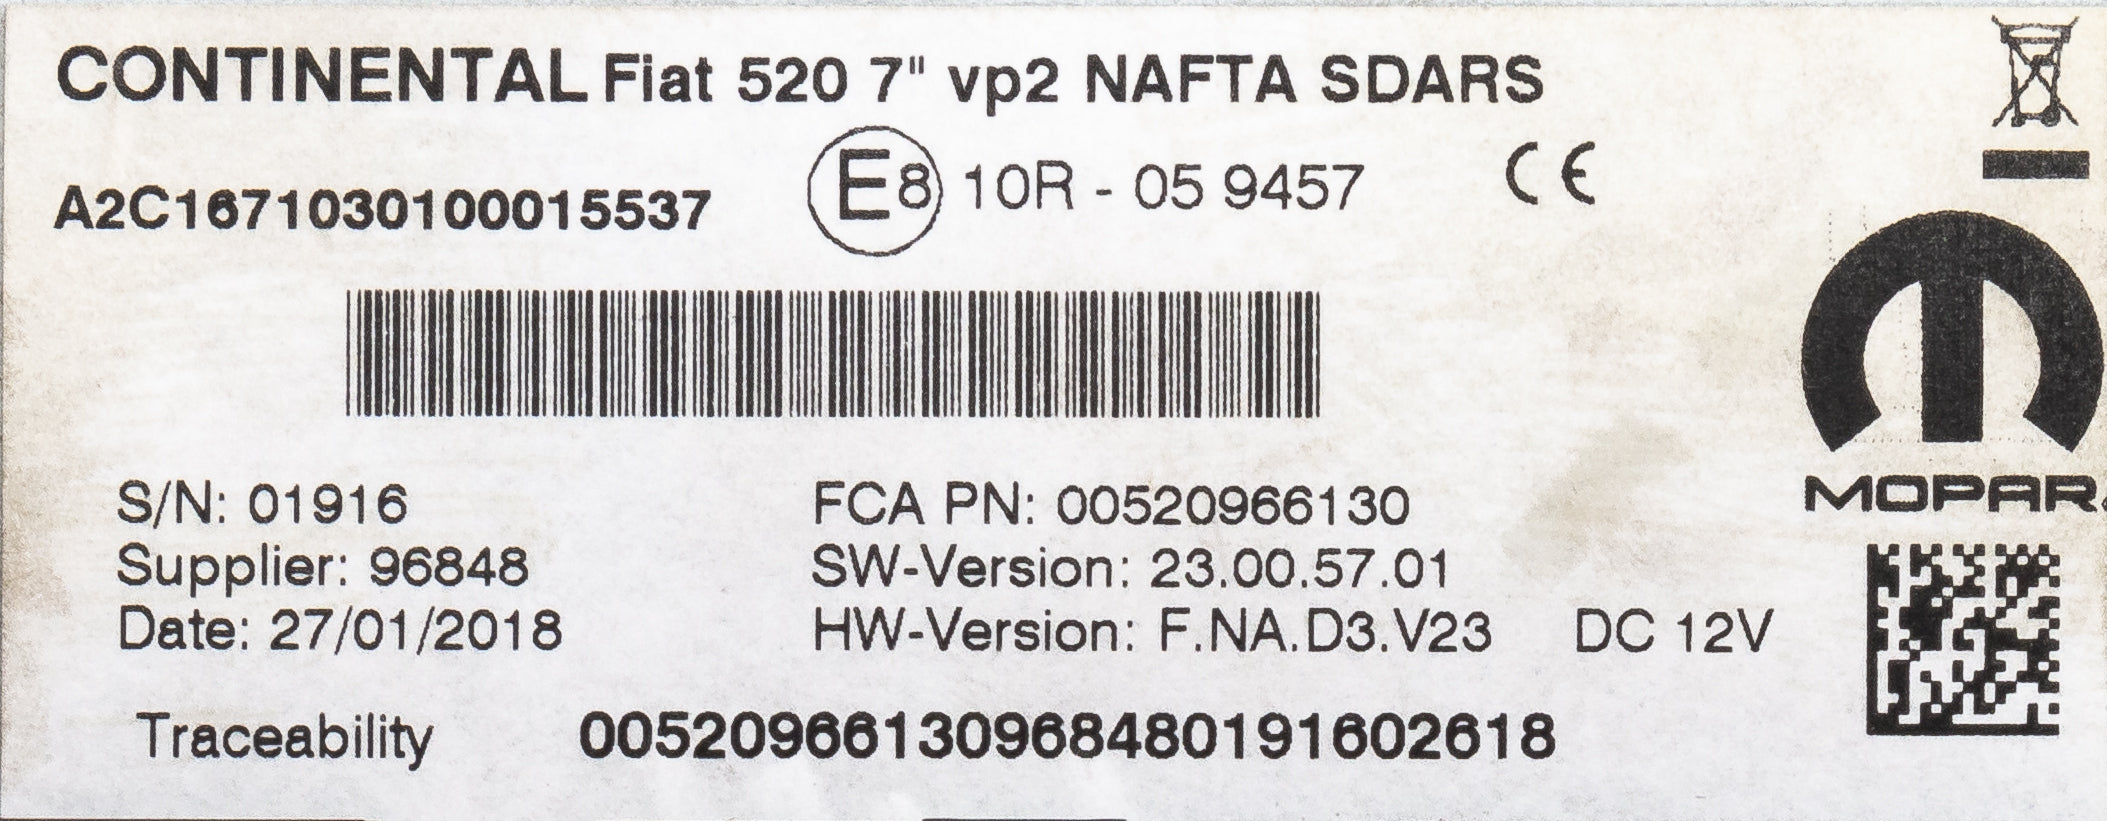 CONTINENTAL Fiat 520 7" vp2 NAFTA SDARS
A2C1671030100015537
E8 10R - 05 9457
CE
MOPAR
S/N: 01916
FCA PN: 00520966130
Supplier: 96848
SW-Version: 23.00.57.01
Date: 27/01/2018
HW-Version: F.NA.D3.V23 DC 12V
Traceability 00520966130968480191602618